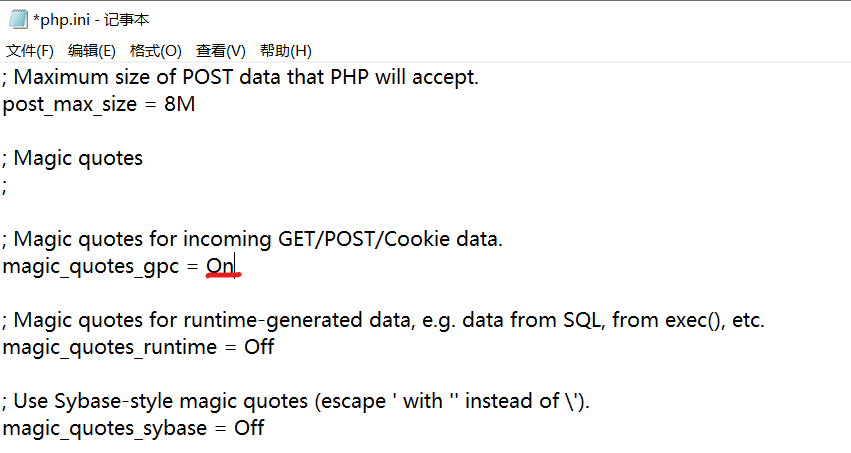 *php.ini - 记事本
文件(F) 编辑(E) 格式(O) 查看(V) 帮助(H)
; Maximum size of POST data that PHP will accept.
post_max_size = 8M
; Magic quotes
;
; Magic quotes for incoming GET/POST/Cookie data.
magic_quotes_gpc = On
; Magic quotes for runtime-generated data, e.g. data from SQL, from exec(), etc.
magic_quotes_runtime = Off
; Use Sybase-style magic quotes (escape ' with '' instead of \').
magic_quotes_sybase = Off